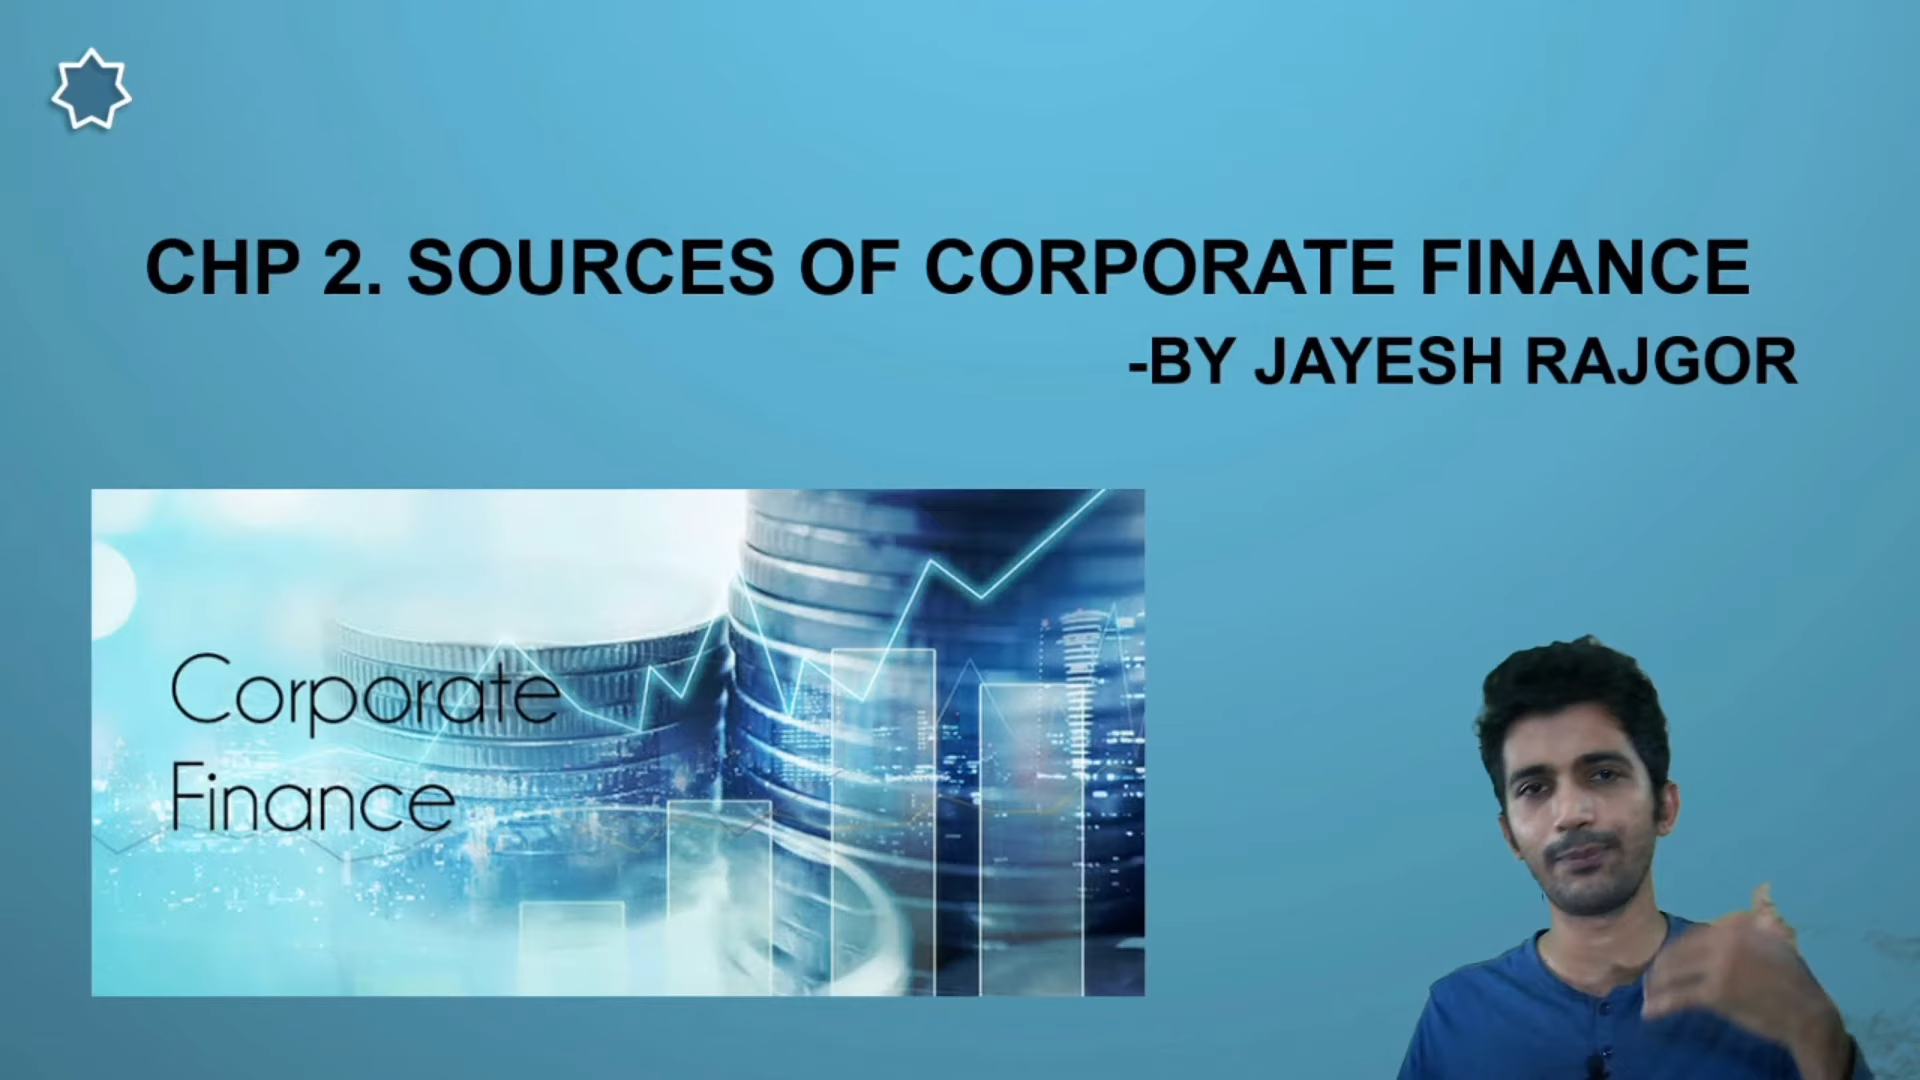 CHP 2. SOURCES OF CORPORATE FINANCE
-BY JAYESH RAJGOR
Corporate
Finance